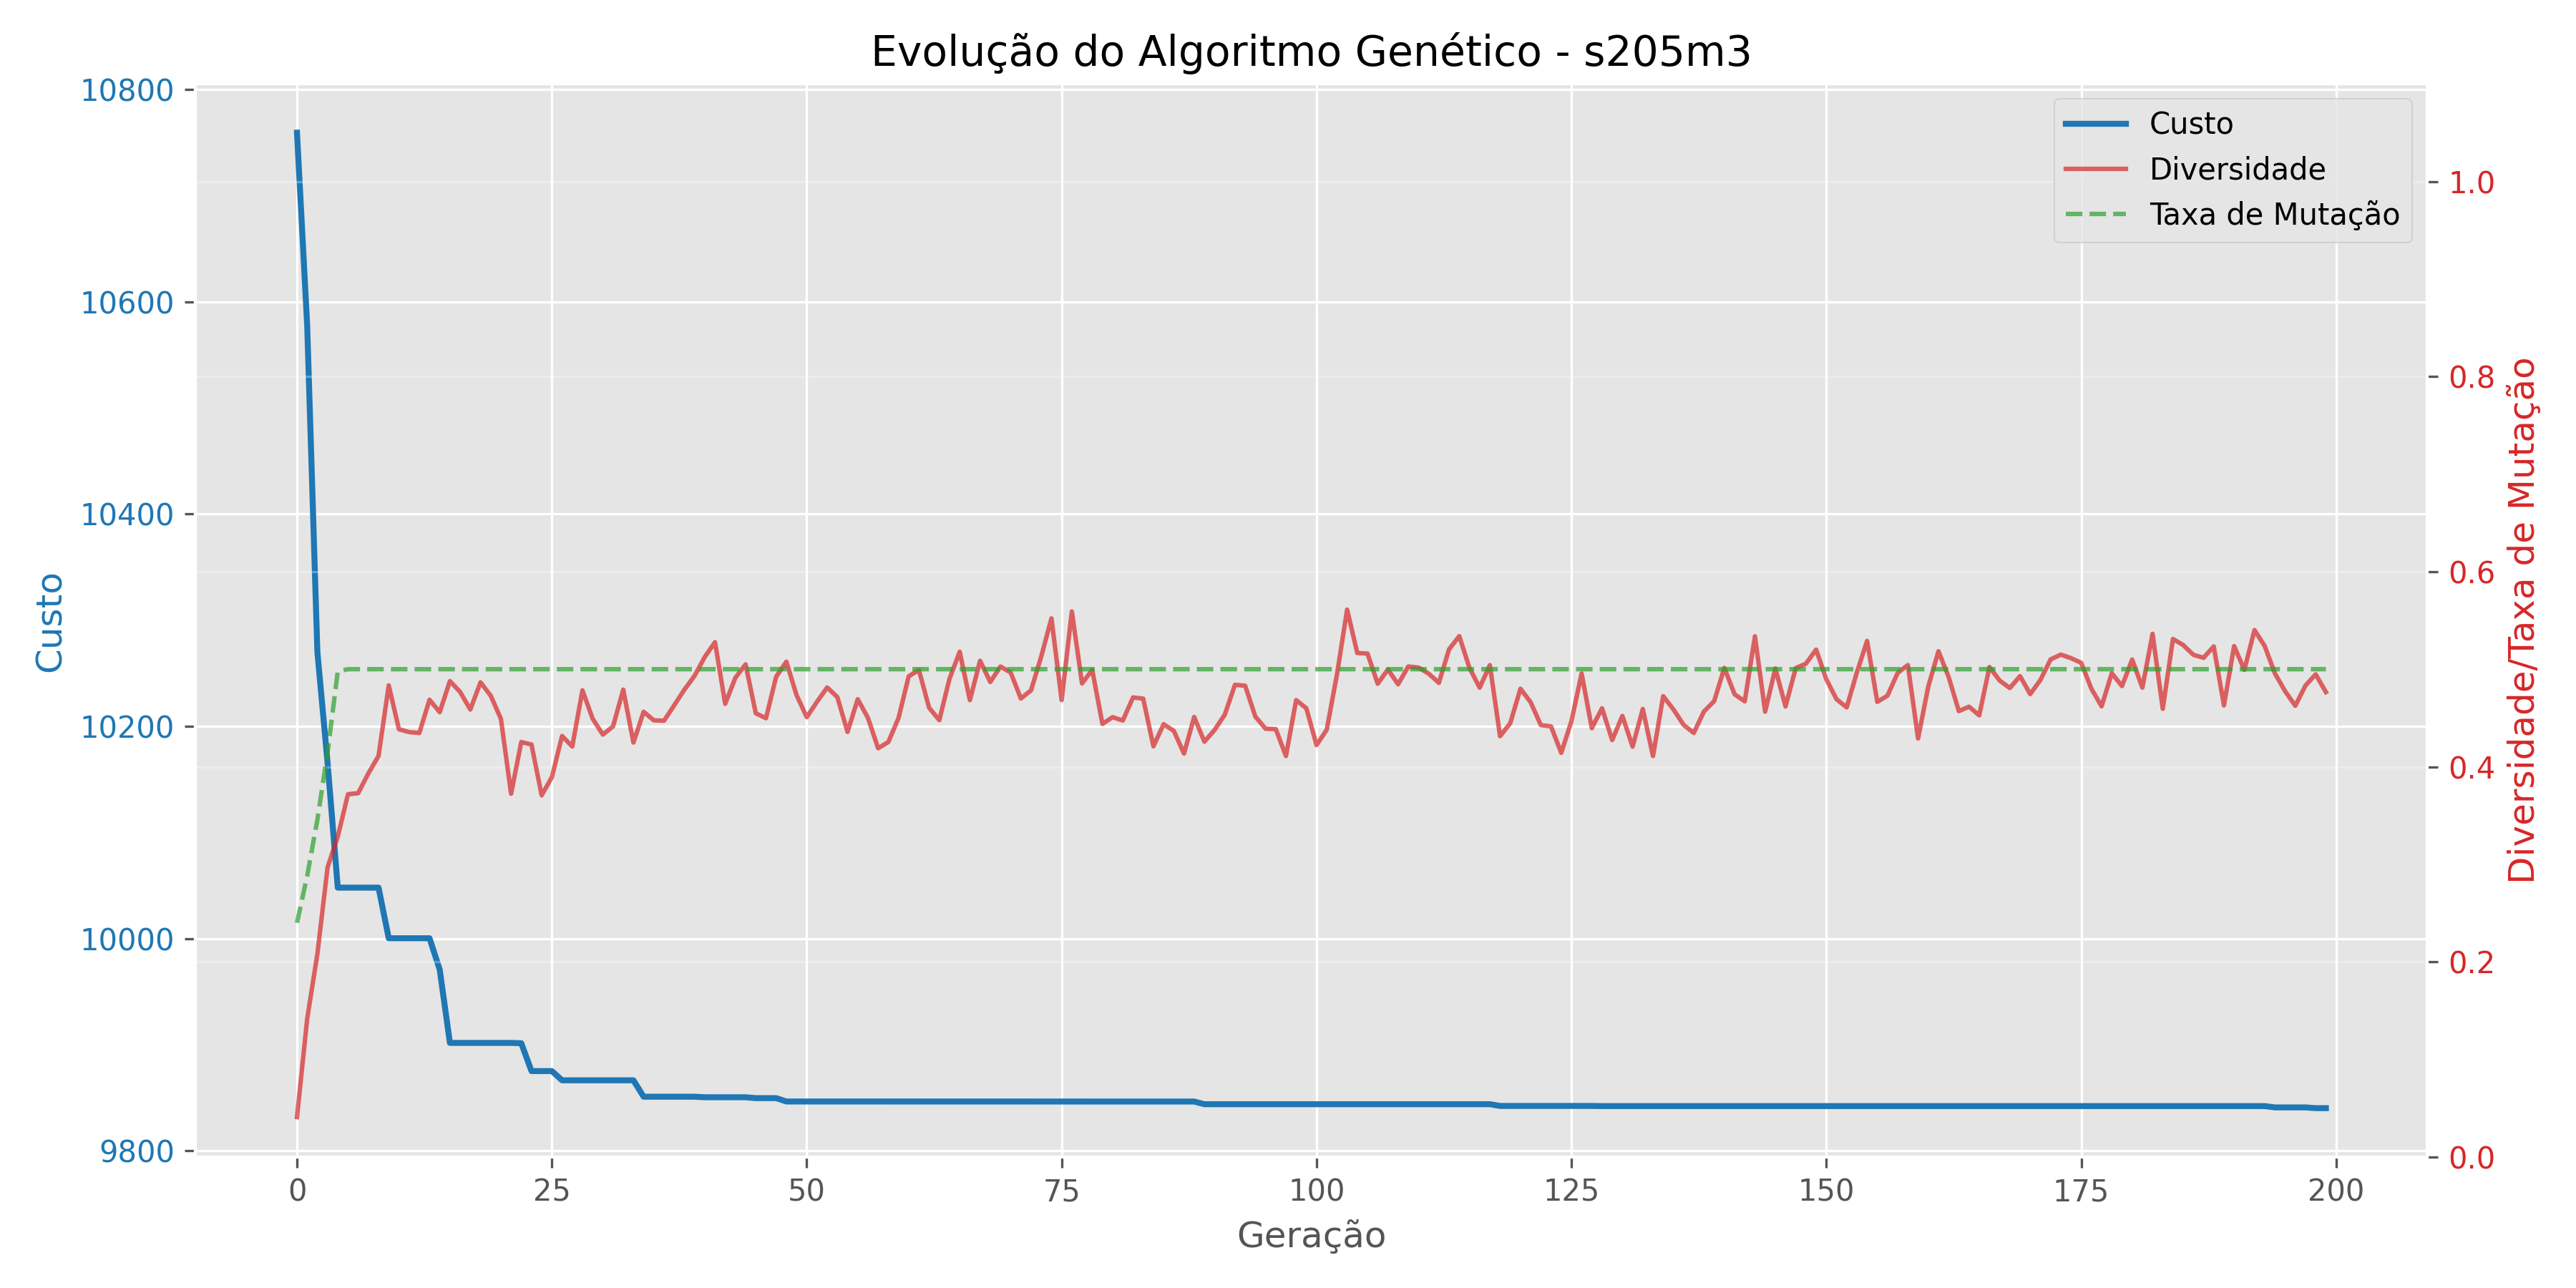 Evolução do Algoritmo Genético - s205m3
Custo
10800
10600
10400
10200
10000
9800
Custo
Diversidade
Taxa de Mutação
1.0
0.8
0.6
0.4
0.2
0.0
Diversidade/Taxa de Mutação
0 25 50 75 100 125 150 175 200
Geração